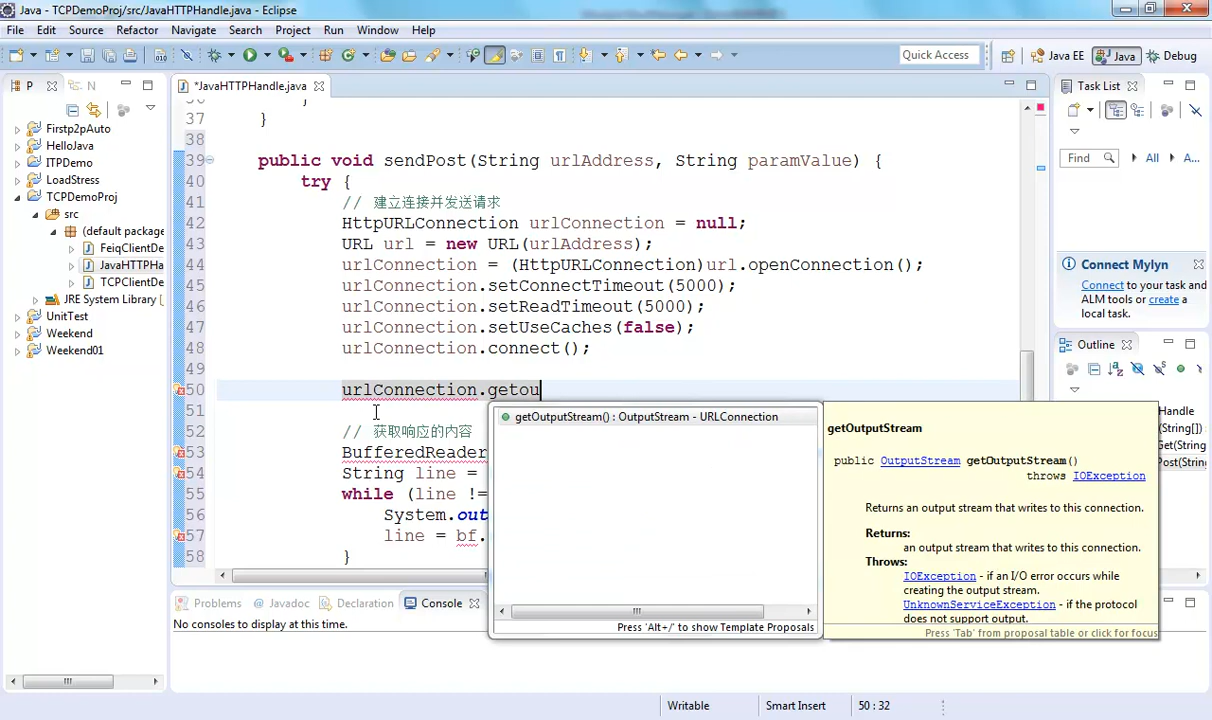 Java - TCPDemoProj/src/JavaHTTPHandle.java - Eclipse
File Edit Source Refactor Navigate Search Project Run Window Help
Quick Access
Java EE
Java
Debug
P
N
*JavaHTTPHandle.java
Task List
Firstp2pAuto
HelloJava
ITPDemo
LoadStress
TCPDemoProj
src
(default package
FeiqClientDe
JavaHTTPHa
TCPClientDe
JRE System Library
UnitTest
Weekend
Weekend01
37 }
38
39 public void sendPost(String urlAddress, String paramValue) {
40 try {
41 // 建立连接并发送请求
42 HttpURLConnection urlConnection = null;
43 URL url = new URL(urlAddress);
44 urlConnection = (HttpURLConnection)url.openConnection();
45 urlConnection.setConnectTimeout(5000);
46 urlConnection.setReadTimeout(5000);
47 urlConnection.setUseCaches(false);
48 urlConnection.connect();
49
50 urlConnection.getou
51
52 // 获取响应的内容
53 BufferedReader
54 String line =
55 while (line !=
56 System.out
57 line = bf.
58 }
getOutputStream() : OutputStream - URLConnection
Press 'Alt+/' to show Template Proposals
getOutputStream
public OutputStream getOutputStream()
throws IOException
Returns an output stream that writes to this connection.
Returns:
an output stream that writes to this connection.
Throws:
IOException - if an I/O error occurs while
creating the output stream.
UnknownServiceException - if the protocol
does not support output.
Press 'Tab' from proposal table or click for focus
Find
All
A...
Connect Mylyn
Connect to your task and
ALM tools or create a
local task.
Outline
Handle
(String[])
Get(Strin
Post(Strin
Problems
Javadoc
Declaration
Console
No consoles to display at this time.
Writable
Smart Insert
50 : 32